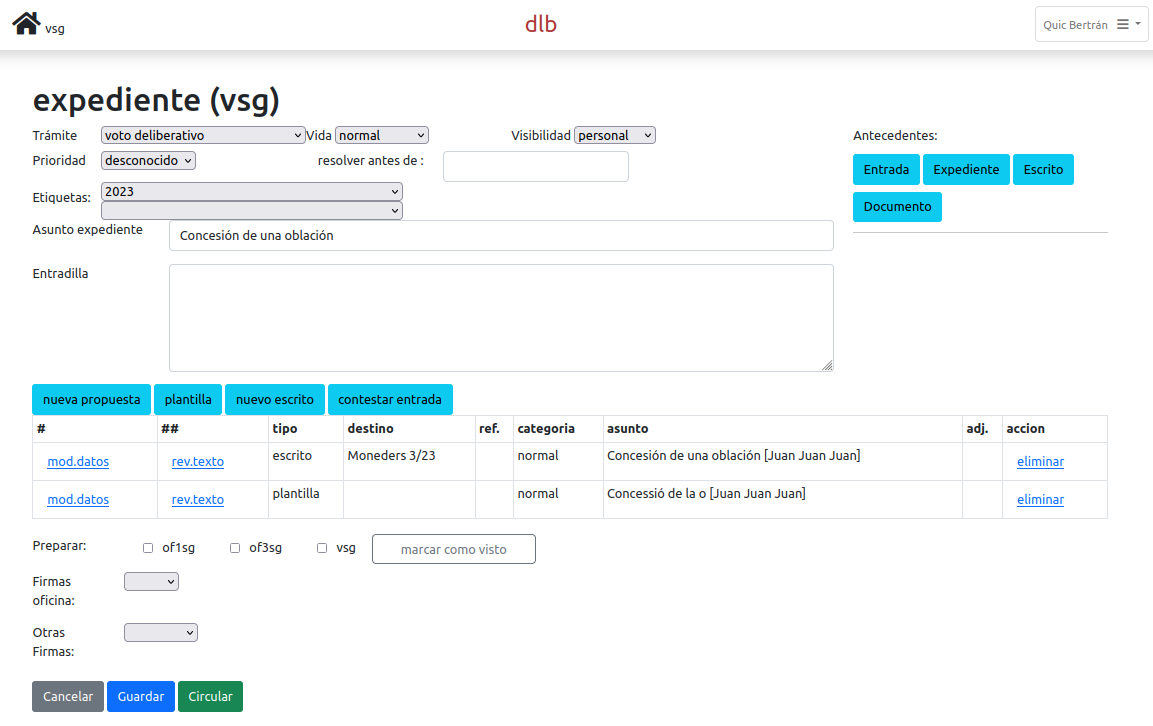 vsg
dlb
Quic Bertrán
expediente (vsg)
Trámite voto deliberativo Vida normal Visibilidad personal
Antecedentes:
Prioridad desconocido resolver antes de :
Entrada Expediente Escrito
Etiquetas: 2023
Documento
Asunto expediente Concesión de una oblación
Entradilla
nueva propuesta plantilla nuevo escrito contestar entrada
# ## tipo destino ref. categoria asunto adj. accion
mod.datos rev.texto escrito Moneders 3/23 normal Concesión de una oblación [Juan Juan Juan] eliminar
mod.datos rev.texto plantilla normal Concessió de la o [Juan Juan Juan] eliminar
Preparar: of1sg of3sg vsg marcar como visto
Firmas
oficina:
Otras
Firmas:
Cancelar Guardar Circular